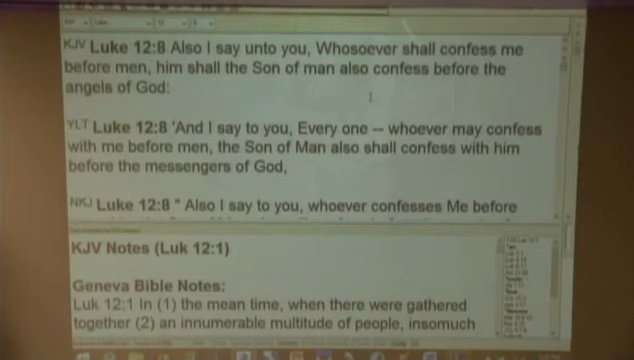 KJV Luke 12:8 Also I say unto you, Whosoever shall confess me
before men, him shall the Son of man also confess before the
angels of God:
YLT Luke 12:8 'And I say to you, Every one -- whoever may confess
with me before men, the Son of Man also shall confess with him
before the messengers of God,
NKJ Luke 12:8 " Also I say to you, whoever confesses Me before
KJV Notes (Luk 12:1)
Geneva Bible Notes:
Luk 12:1 In (1) the mean time, when there were gathered
together (2) an innumerable multitude of people, insomuch